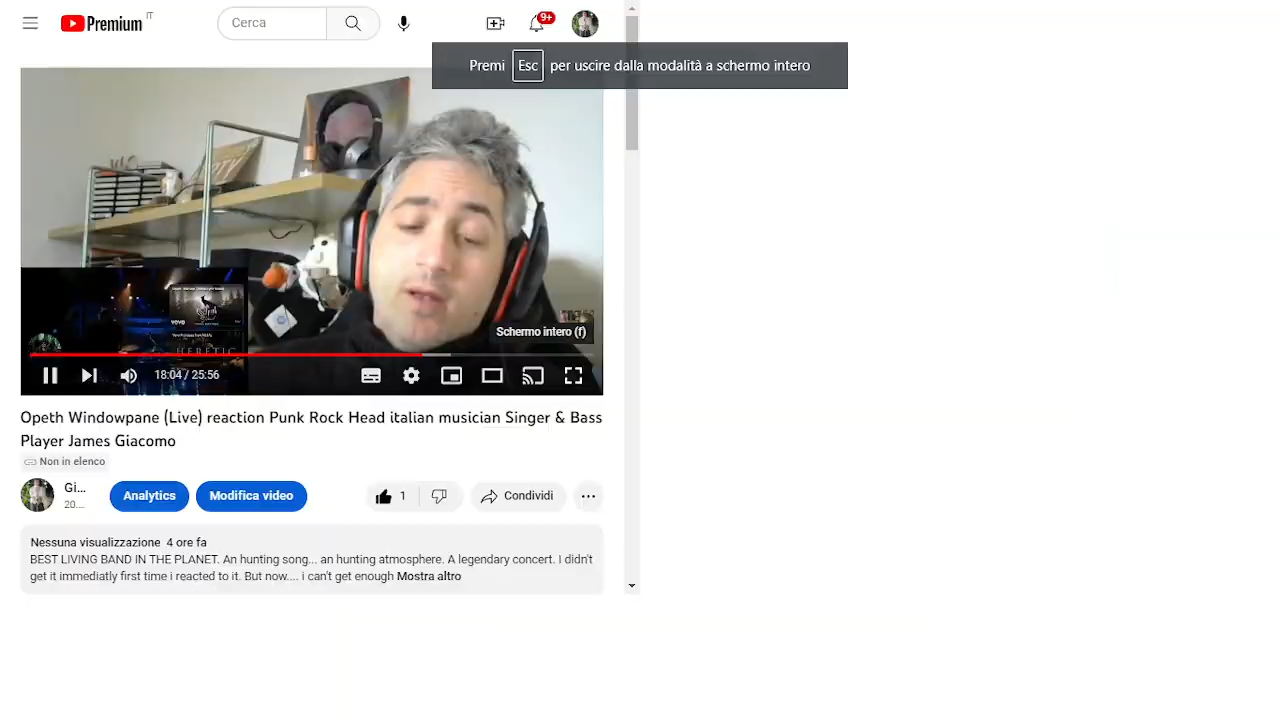 Premium IT
Cerca
9+
Premi Esc per uscire dalla modalità a schermo intero
HERETIC
Schermo intero (f)
18:04 / 25:56
Opeth Windowpane (Live) reaction Punk Rock Head italian musician Singer & Bass
Player James Giacomo
Non in elenco
Gi...
20....
Analytics
Modifica video
1
Condividi
Nessuna visualizzazione 4 ore fa
BEST LIVING BAND IN THE PLANET. An hunting song... an hunting atmosphere. A legendary concert. I didn't
get it immediatly first time i reacted to it. But now.... i can't get enough Mostra altro